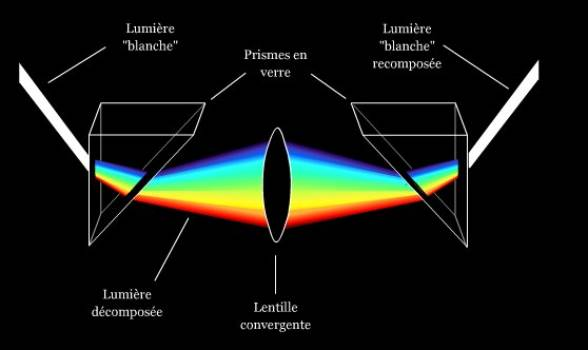 Lumière
"blanche"
Prismes en
verre
Lumière
"blanche"
recomposée
Lumière
décomposée
Lentille
convergente